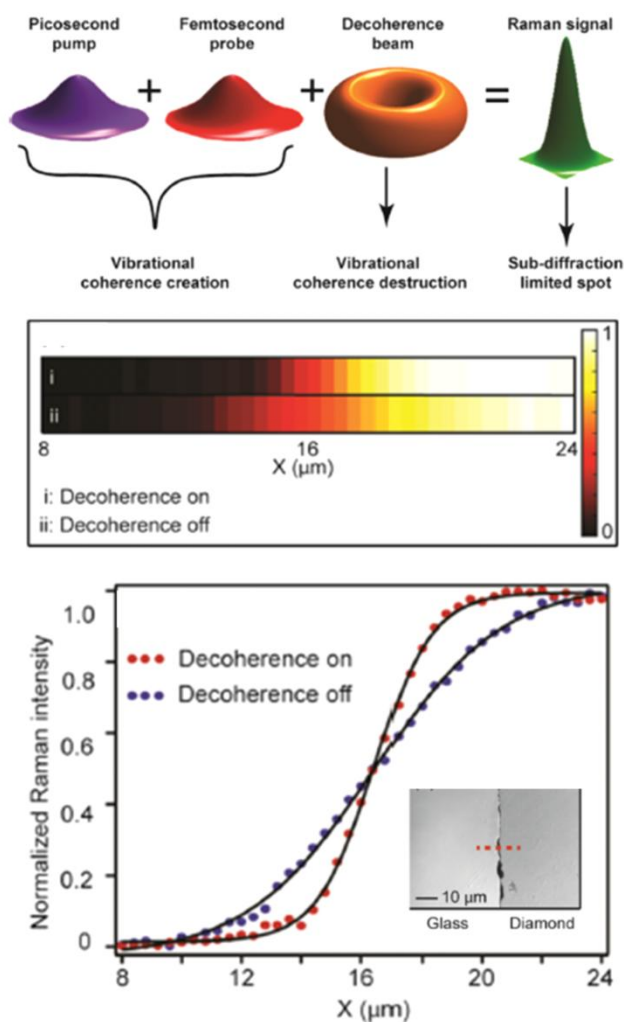 Picosecond pump
Femtosecond probe
Decoherence beam
Raman signal
+ + =
Vibrational coherence creation
Vibrational coherence destruction
Sub-diffraction limited spot
i
ii
8 16 24
X (µm)
1
0
i: Decoherence on
ii: Decoherence off
Normalized Raman intensity
1.0
0.8
0.6
0.4
0.2
0
Decoherence on
Decoherence off
10 µm
Glass Diamond
8 12 16 20 24
X (µm)